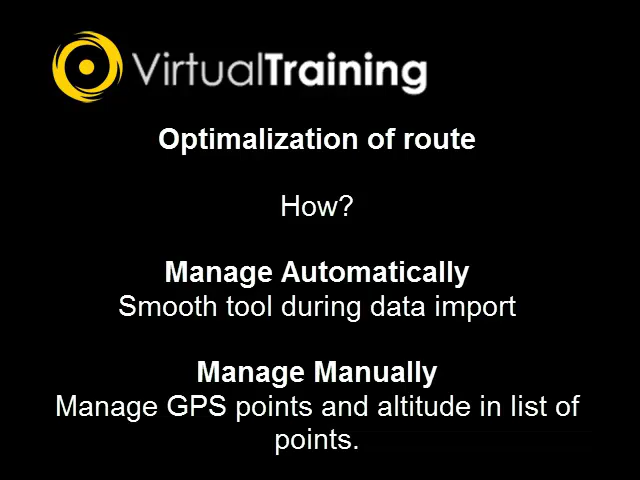 VirtualTraining
Optimalization of route
How?
Manage Automatically
Smooth tool during data import
Manage Manually
Manage GPS points and altitude in list of
points.